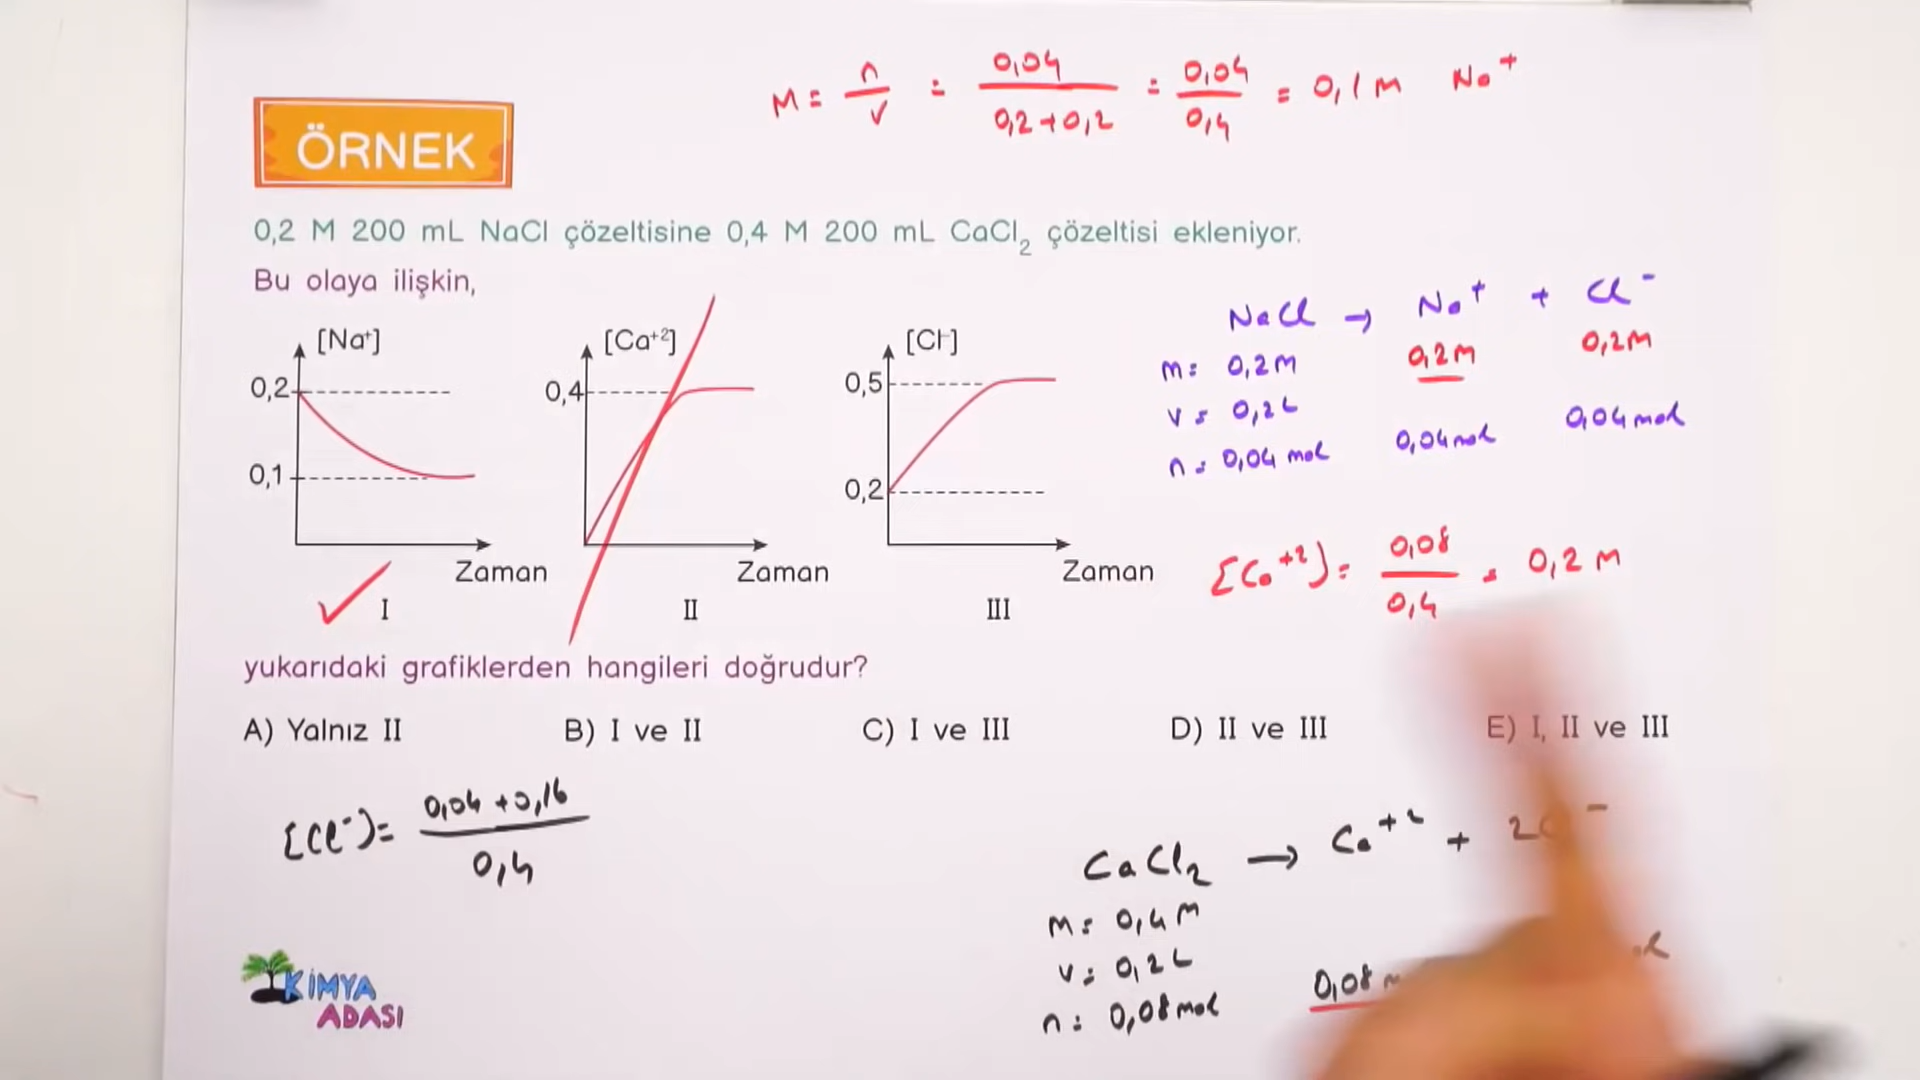 M = n / V = 0,04 / 0,2+0,2 = 0,04 / 0,4 = 0,1 M Na⁺
ÖRNEK
0,2 M 200 mL NaCl çözeltisine 0,4 M 200 mL CaCl₂ çözeltisi ekleniyor.
Bu olaya ilişkin,
[Na⁺]
0,2
0,1
Zaman
I
[Ca⁺²]
0,4
Zaman
II
[Cl⁻]
0,5
0,2
Zaman
III
NaCl → Na⁺ + Cl⁻
M = 0,2M 0,2M 0,2M
V = 0,2L
n = 0,04 mol 0,04mol 0,04mol
[Ca⁺²] = 0,08 / 0,4 = 0,2 M
yukarıdaki grafiklerden hangileri doğrudur?
A) Yalnız II
B) I ve II
C) I ve III
D) II ve III
E) I, II ve III
[Cl⁻] = 0,04 + 0,16 / 0,4
CaCl₂ → Ca⁺² +
M = 0,4M
V = 0,2L
n = 0,08mol 0,08
KİMYA
ADASI